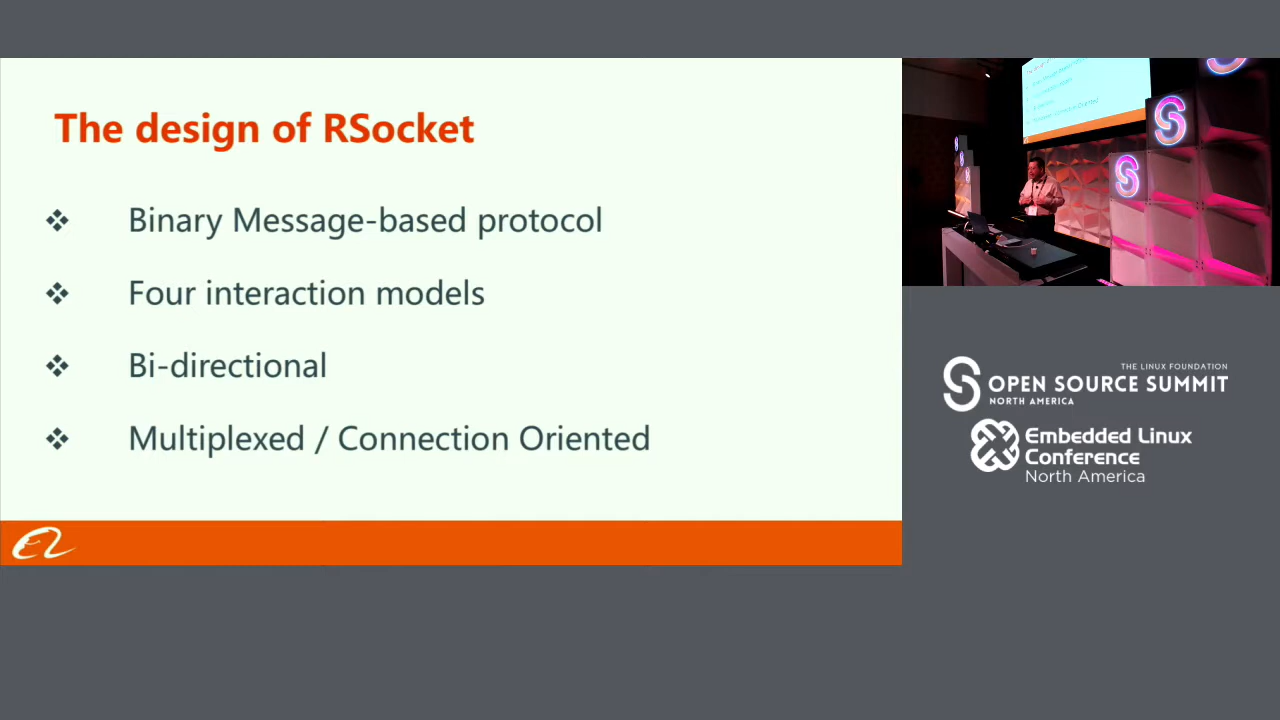 The design of RSocket
❖ Binary Message-based protocol
❖ Four interaction models
❖ Bi-directional
❖ Multiplexed / Connection Oriented
THE LINUX FOUNDATION
OPEN SOURCE SUMMIT
NORTH AMERICA
Embedded Linux
Conference
North America